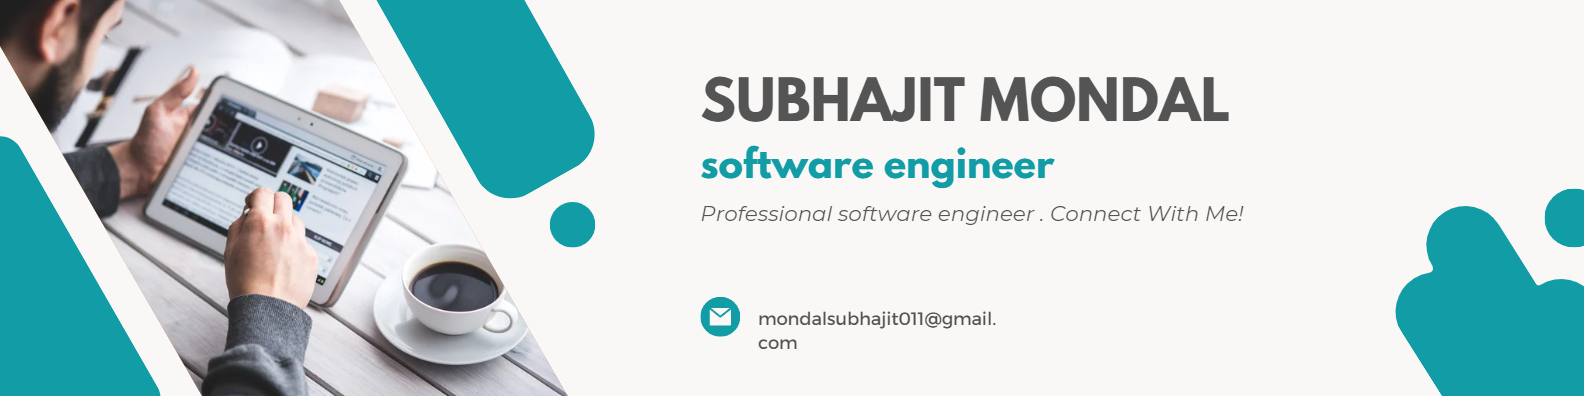 SUBHAJIT MONDAL
software engineer
Professional software engineer . Connect With Me!
mondalsubhajit011@gmail.
com